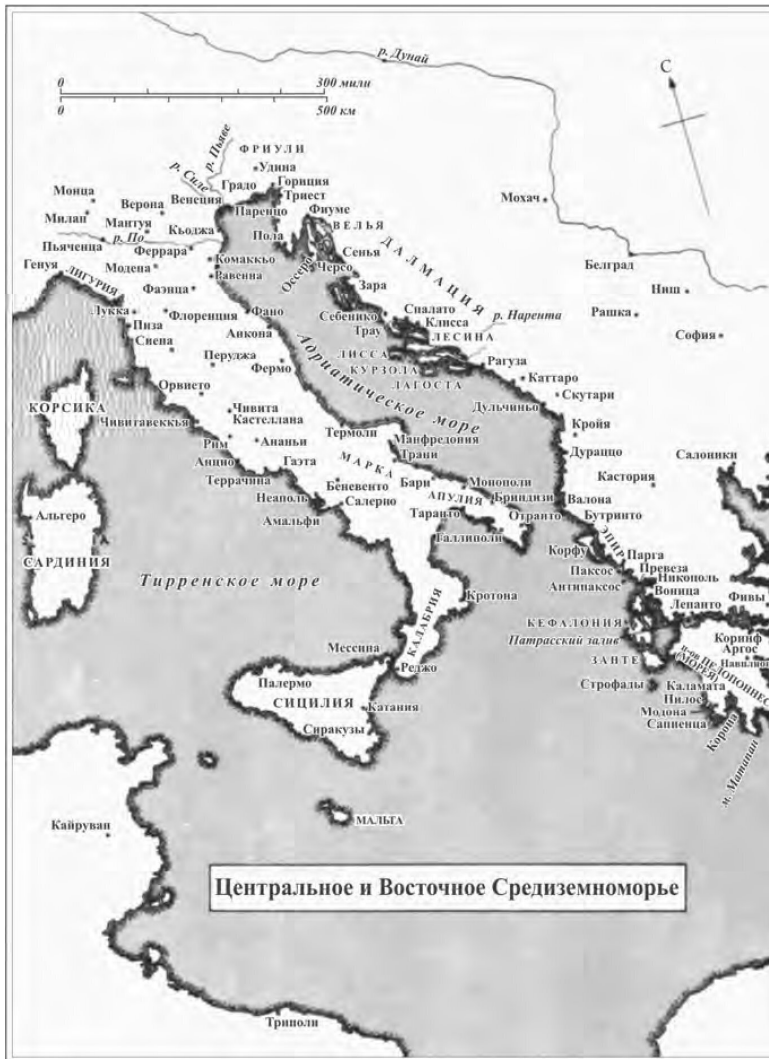 р. Дунай
0 300 мили
0 500 км
С
р. Пьяве
ФРИУЛИ
Удина
р. Силе
Градо
Гориция
Монца
Верона
Венеция
Триест
Мохач
Милан
Мантуя
Паренцо
Фиуме
Кьоджа
ВЕЛЬЯ
Пьяченца
р. По
Пола
ДАЛМАЦИЯ
Феррара
Сенья
Генуя
Модена
Комаккьо
Оссеро
Черсо
Белград
ЛИГУРИЯ
Равенна
Зара
Фаэнца
Ниш
Лукка
Флоренция
Фано
Себенико
Спалато
р. Нарента
Рашка
Пиза
Анкона
Трау
Клисса
София
Сиена
ЛЕСИНА
Перуджа
Фермо
ЛИССА
Рагуза
КУРЗОЛА
Орвието
Адриатическое море
ЛАГОСТА
Каттаро
КОРСИКА
Чивита
Кастеллана
Дульчиньо
Скутари
Чивитавеккья
Термоли
Кройя
Рим
Ананьи
Манфредония
Анцио
Гаэта
МАРКА
Трани
Дураццо
Салоники
Террачина
Беневенто
Бари
Монополи
Кастория
Неаполь
Салерно
АПУЛИЯ
Бриндизи
Валона
Альгеро
Амальфи
Таранто
Отранто
Бутринто
Галлиполи
ЭПИР
САРДИНИЯ
Корфу
Парга
Тирренское море
Паксос
Превеза
Антипаксос
Никополь
Кротона
Воница
Фивы
КАЛАБРИЯ
Лепанто
КЕФАЛОНИЯ
Патрасский залив
Коринф
Мессина
Аргос
Реджо
ЗАНТЕ
п-ов ПЕЛОПОННЕС
(МОРЕЯ)
Навплион
Палермо
Строфады
Каламата
СИЦИЛИЯ
Катания
Пилос
Модона
Сиракузы
Сапиенца
Корона
м. Матапан
Кайруван
МАЛЬТА
Центральное и Восточное Средиземноморье
Триполи